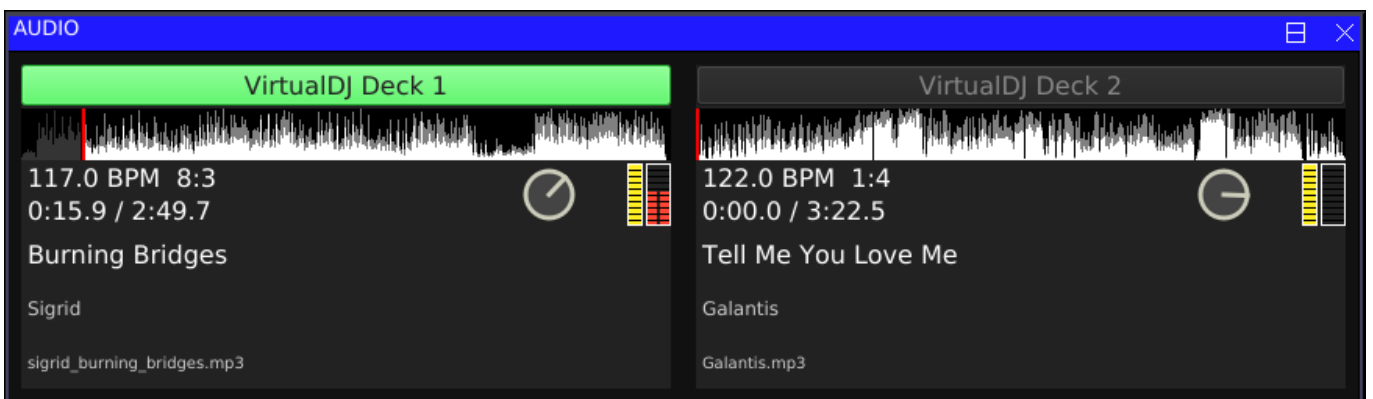 AUDIO
VirtualDJ Deck 1
117.0 BPM 8:3
0:15.9 / 2:49.7
Burning Bridges
Sigrid
sigrid_burning_bridges.mp3
VirtualDJ Deck 2
122.0 BPM 1:4
0:00.0 / 3:22.5
Tell Me You Love Me
Galantis
Galantis.mp3